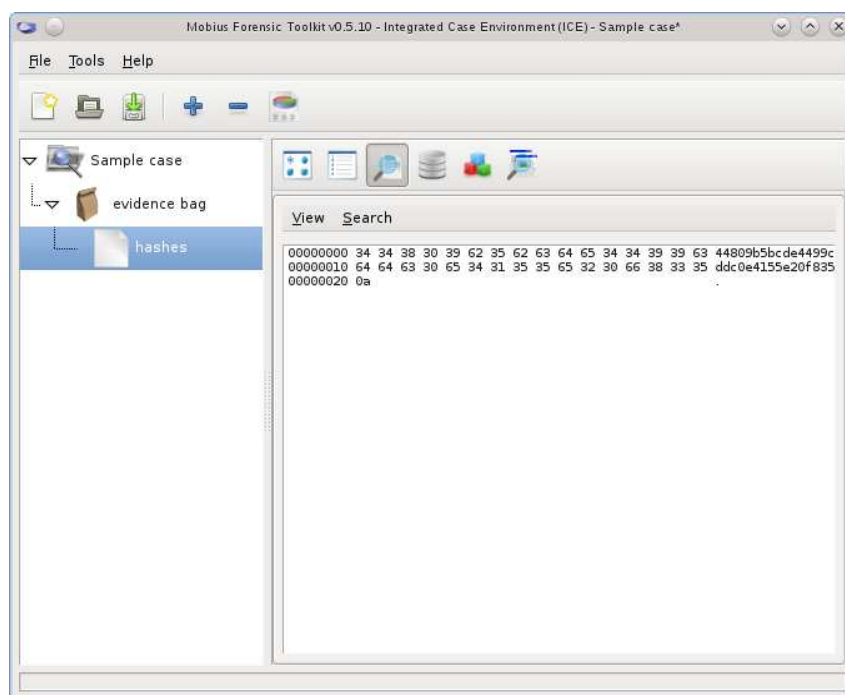 Mobius Forensic Toolkit v0.5.10 - Integrated Case Environment (ICE) - Sample case*
File Tools Help
Sample case
evidence bag
hashes
View Search
00000000 34 34 38 30 39 62 35 62 63 64 65 34 34 39 39 63 44809b5bcde4499c
00000010 64 64 63 30 65 34 31 35 35 65 32 30 66 38 33 35 ddc0e4155e20f835
00000020 0a .